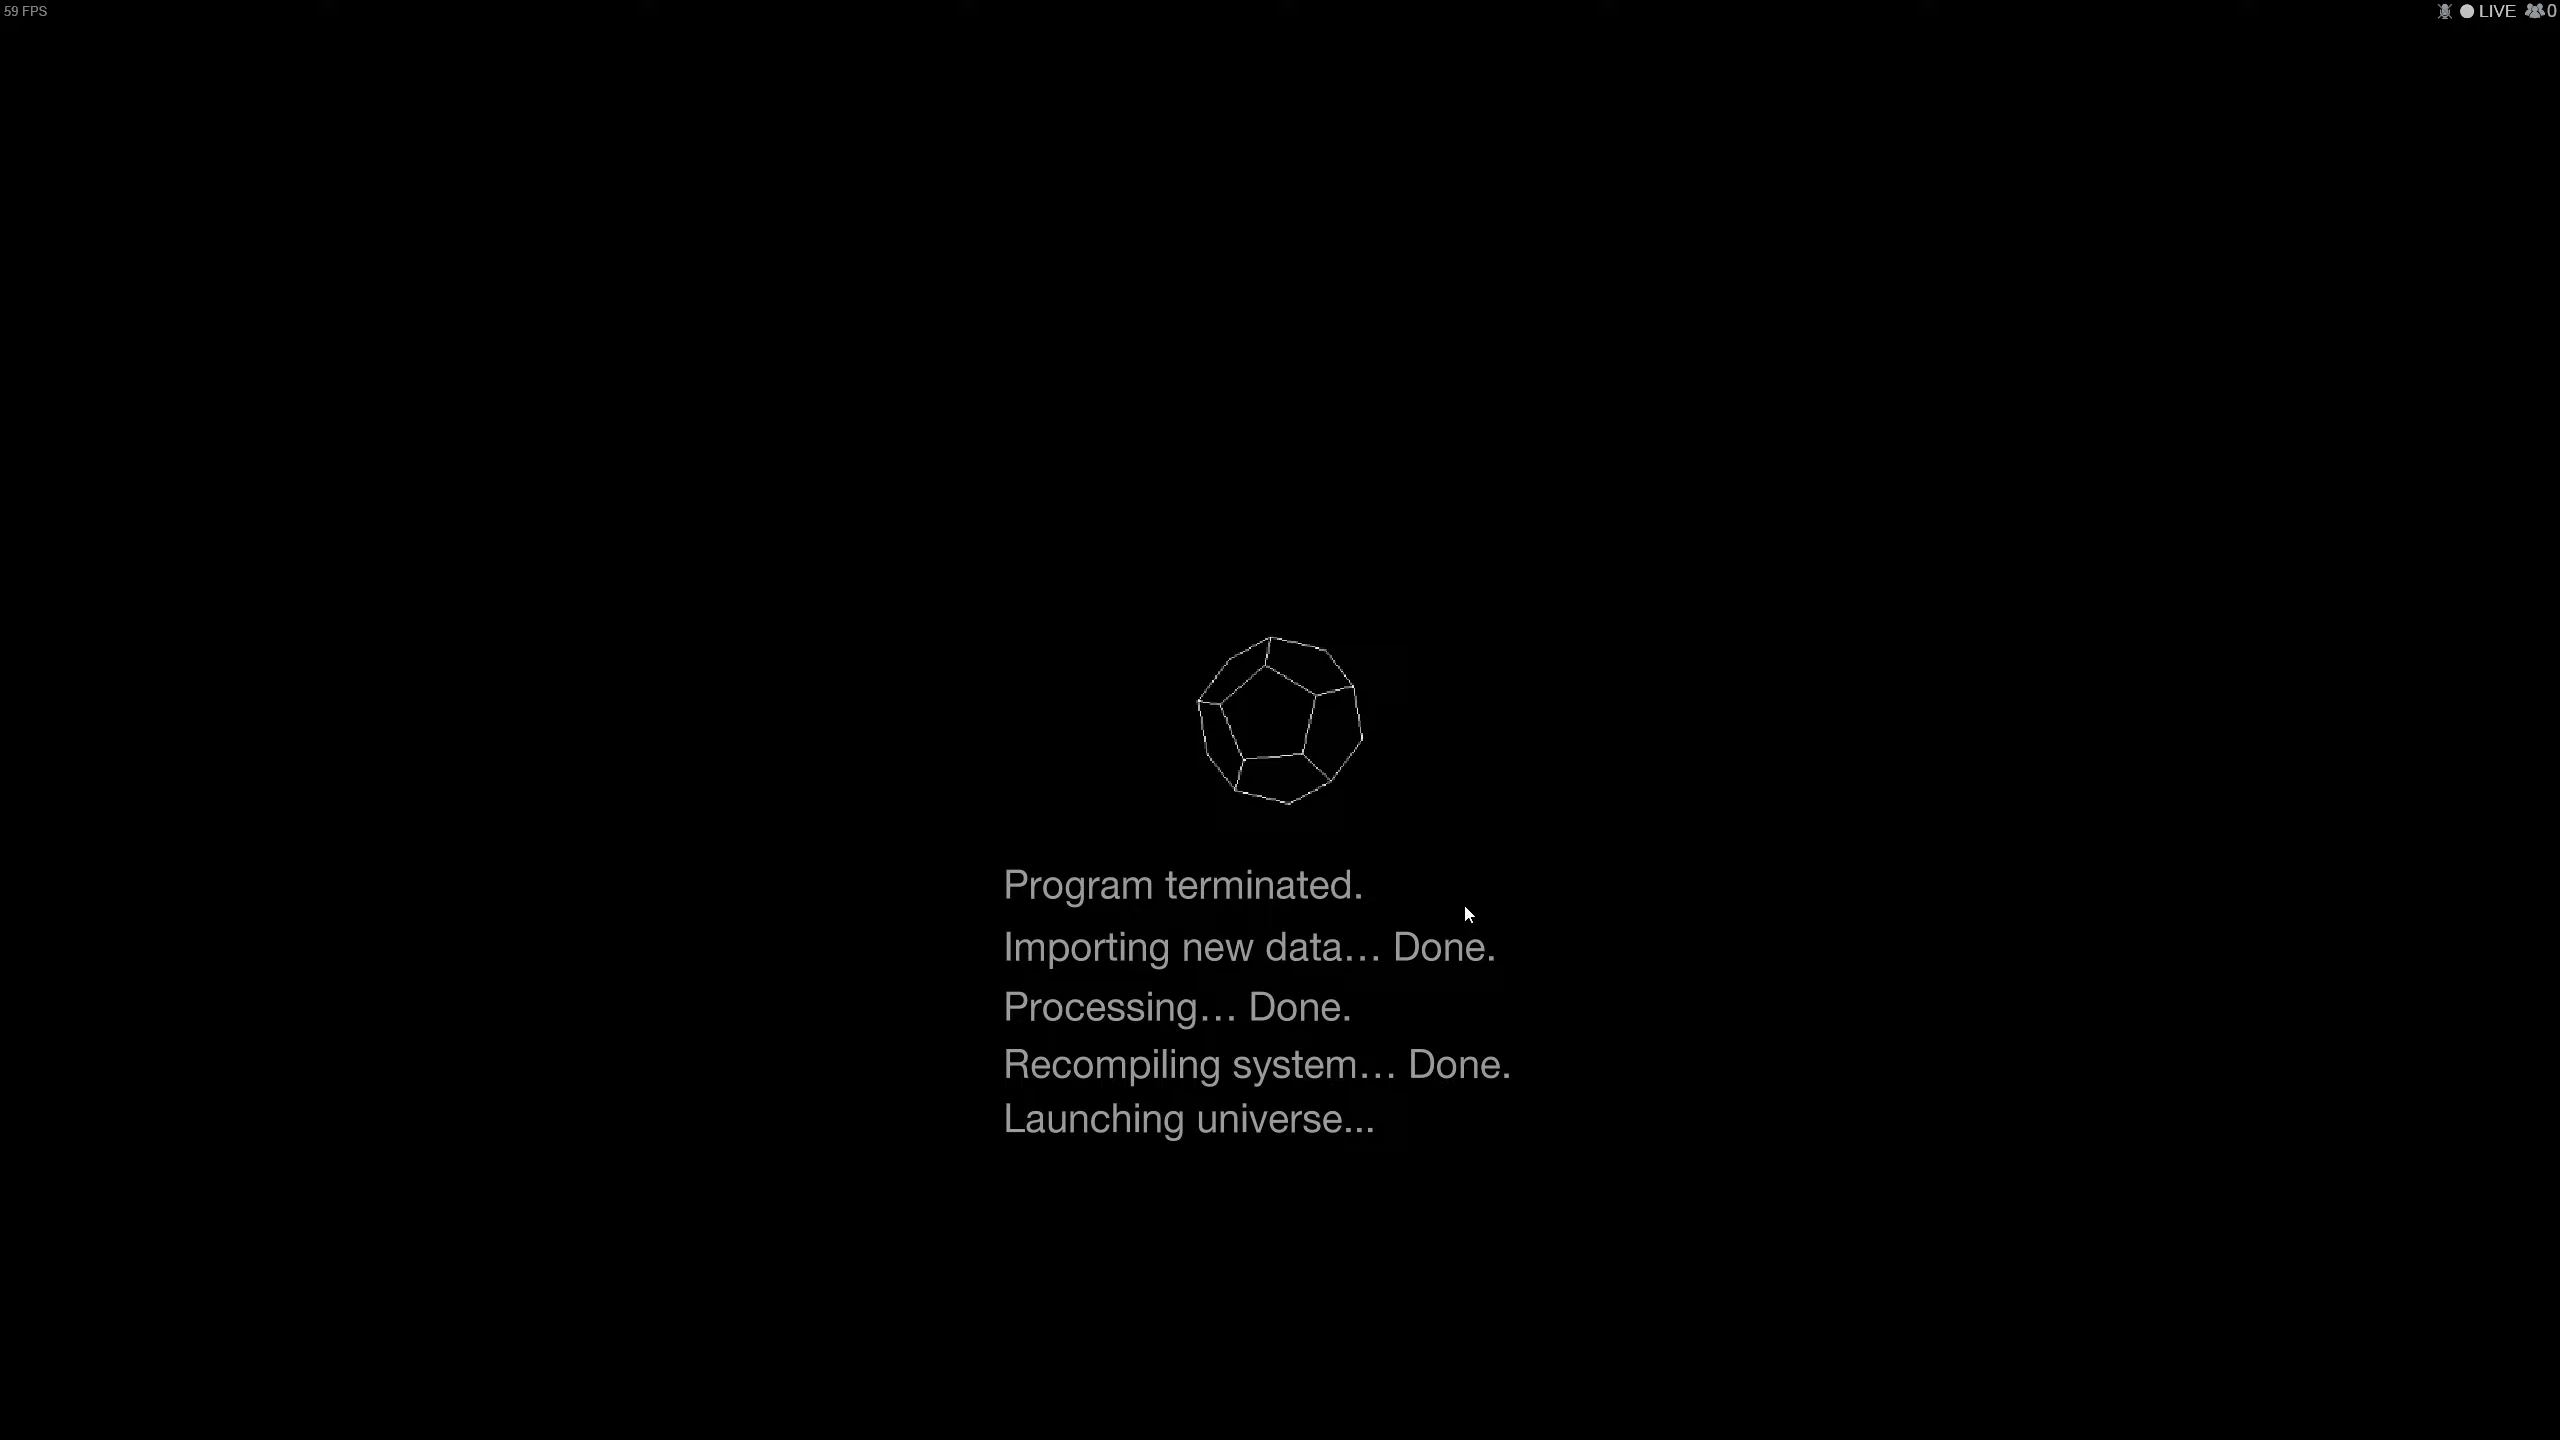 59 FPS
LIVE 0
Program terminated.
Importing new data… Done.
Processing… Done.
Recompiling system… Done.
Launching universe...